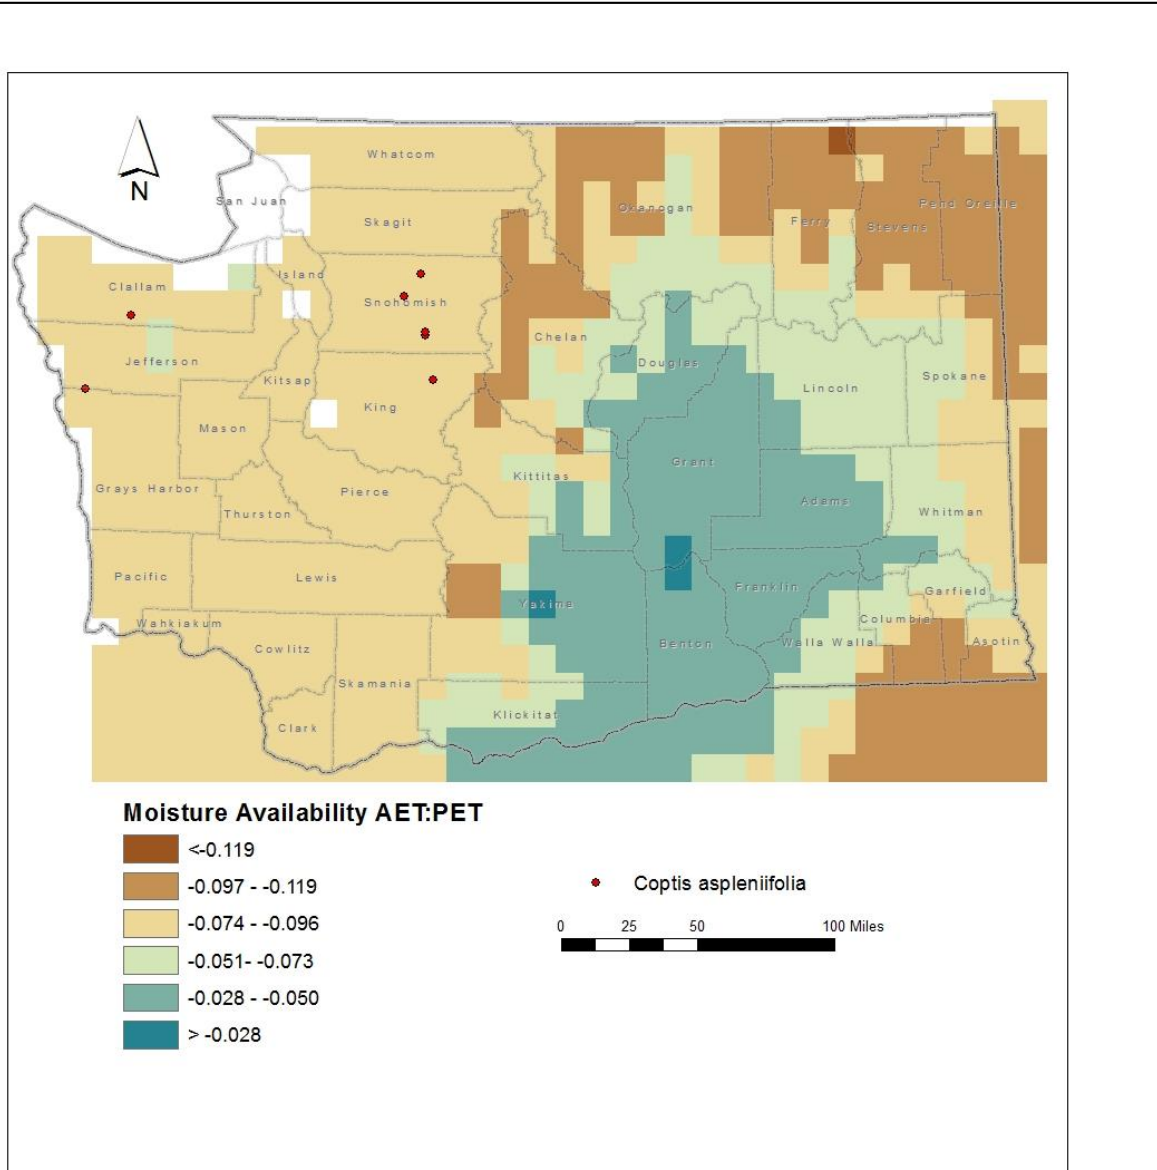 N
Whatcom
San Juan
Skagit
Okanogan
Ferry
Stevens
Pend Oreille
Clallam
Island
Snohomish
Jefferson
Chelan
Douglas
Kitsap
King
Lincoln
Spokane
Mason
Grays Harbor
Thurston
Pierce
Kittitas
Grant
Adams
Whitman
Pacific
Lewis
Yakima
Franklin
Garfield
Wahkiakum
Columbia
Cowlitz
Benton
Walla Walla
Asotin
Skamania
Clark
Klickitat
Moisture Availability AET:PET
<-0.119
-0.097 - -0.119
-0.074 - -0.096
-0.051- -0.073
-0.028 - -0.050
> -0.028
Coptis aspleniifolia
0 25 50 100 Miles